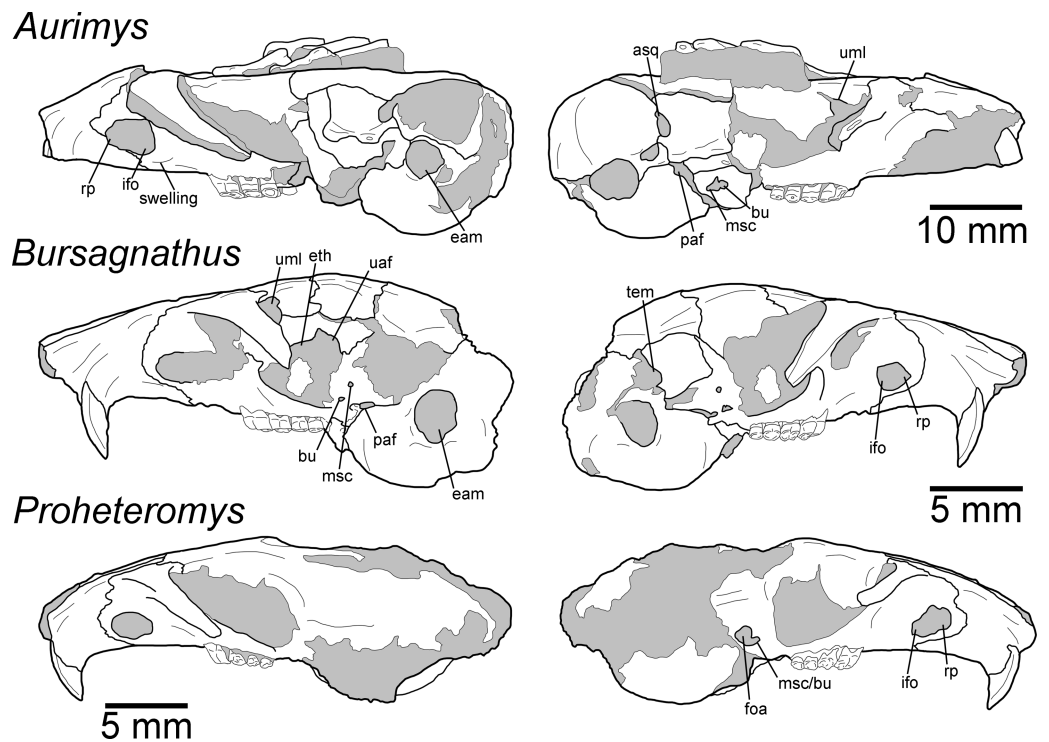 Aurimys
asq
uml
rp
ifo
swelling
eam
paf
msc
bu
10 mm
Bursagnathus
uml
eth
uaf
tem
bu
msc
paf
eam
ifo
rp
5 mm
Proheteromys
5 mm
foa
msc/bu
ifo
rp